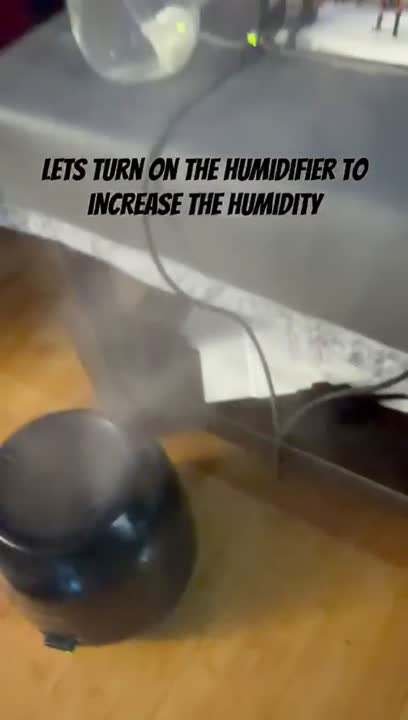 LETS TURN ON THE HUMIDIFIER TO
INCREASE THE HUMIDITY